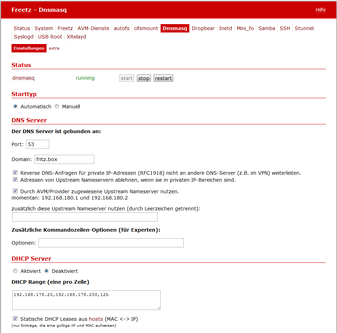 Freetz – Dnsmasq
Hilfe
Status System Freetz AVM-Dienste autofs ofsmount Dnsmasq Dropbear Inetd Mini_fo Samba SSH Stunnel
Syslogd USB Root XRelayd
Einstellungen extra
Status
dnsmasq running start stop restart
Starttyp
Automatisch Manuell
DNS Server
Der DNS Server ist gebunden an:
Port: 53
Domain: fritz.box
Reverse DNS-Anfragen für private IP-Adressen (RFC1918) nicht an andere DNS-Server (z.B. im VPN) weiterleiten.
Adressen von Upstream Nameservern ablehnen, wenn sie in privaten IP-Bereichen sind.
Durch AVM/Provider zugewiesene Upstream Nameserver nutzen.
momentan: 192.168.180.1 und 192.168.180.2
zusätzlich diese Upstream Nameserver nutzen (durch Leerzeichen getrennt):
Zusätzliche Kommandozeilen-Optionen (für Experten):
Optionen:
DHCP Server
Aktiviert Deaktiviert
DHCP Range (eine pro Zeile)
192.168.178.20,192.168.178.200,12h
Statische DHCP Leases aus hosts (MAC <-> IP)
(nur Einträge, die eine gültige IP und MAC aufweisen)